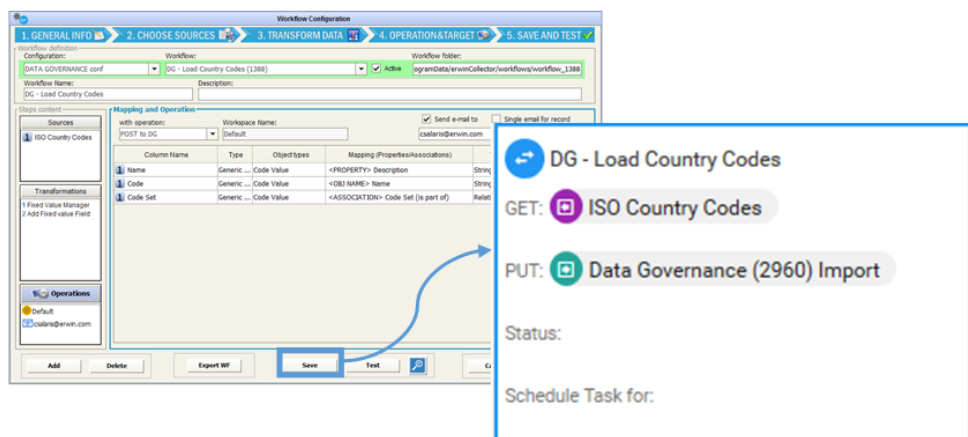 Workflow Configuration
1. GENERAL INFO 2. CHOOSE SOURCES 3. TRANSFORM DATA 4. OPERATION&TARGET 5. SAVE AND TEST
Workflow definition
Configuration: Workflow: Workflow folder:
DATA GOVERNANCE conf DG - Load Country Codes (1388) Active ogramData/erwinCollector/workflows/workflow_1388
Workflow Name: Description:
DG - Load Country Codes
Steps content Mapping and Operation
Sources with operation: Workspace Name: Send e-mail to Single email for record
1 ISO Country Codes POST to DG Default csalaris@erwin.com
Column Name Type Object types Mapping (Properties/Associations)
1 Name Generic ... Code Value <PROPERTY> Description String
1 Code Generic ... Code Value <OBJ NAME> Name String
1 Code Set Generic ... Code Value <ASSOCIATION> Code Set (is part of) Relati
Transformations
1 Fixed Value Manager
2 Add Fixed value Field
Operations
Default
csalaris@erwin.com
Add Delete Export WF Save Test
DG - Load Country Codes
GET: ISO Country Codes
PUT: Data Governance (2960) Import
Status:
Schedule Task for: